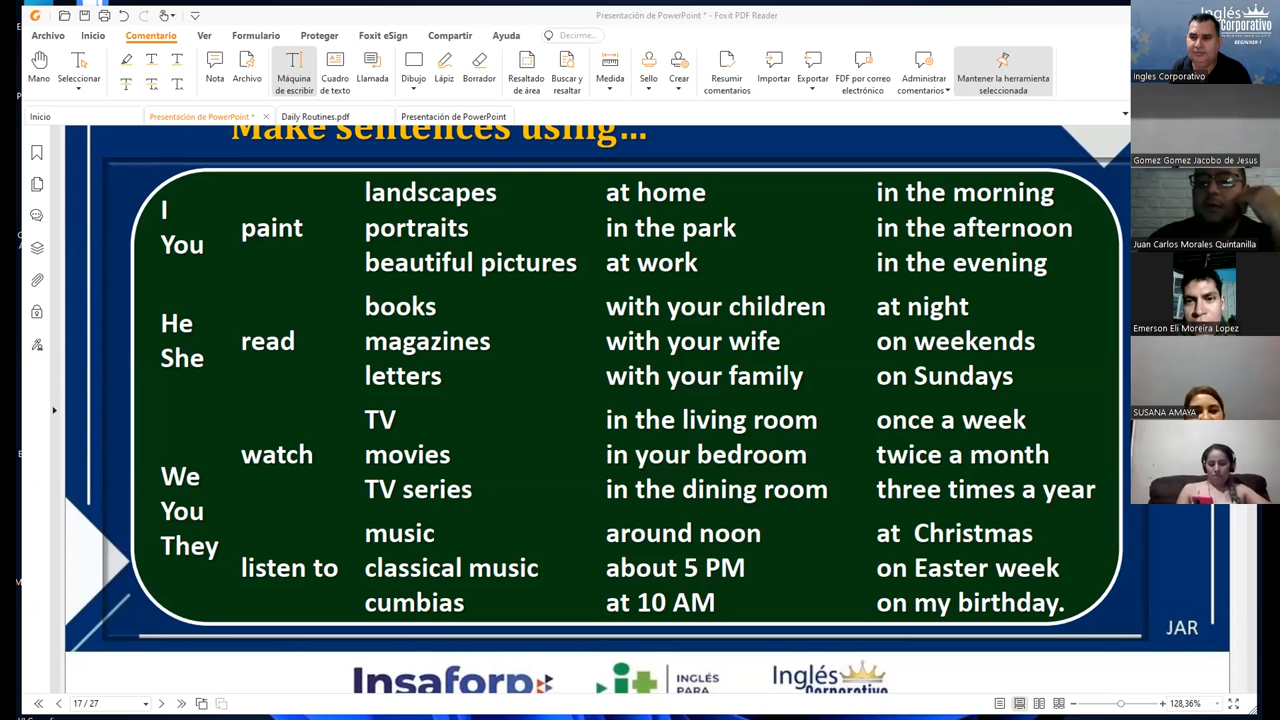 Presentación de PowerPoint * - Foxit PDF Reader
Archivo Inicio Comentario Ver Formulario Proteger Foxit eSign Compartir Ayuda Decirme...
Mano
Seleccionar
Nota
Archivo
Máquina de escribir
Cuadro de texto
Llamada
Dibujo
Lápiz
Borrador
Resaltado de área
Buscar y resaltar
Medida
Sello
Crear
Resumir comentarios
Importar
Exportar
FDF por correo electrónico
Administrar comentarios
Mantener la herramienta seleccionada
Inicio
Presentación de PowerPoint *
Daily Routines.pdf
Presentación de PowerPoint
Make sentences using...
I
You
paint
landscapes at home in the morning
portraits in the park in the afternoon
beautiful pictures at work in the evening
He
She
read
books with your children at night
magazines with your wife on weekends
letters with your family on Sundays
We
You
They
watch
TV in the living room once a week
movies in your bedroom twice a month
TV series in the dining room three times a year
listen to
music around noon at Christmas
classical music about 5 PM on Easter week
cumbias at 10 AM on my birthday.
JAR
Insaforp
INGLÉS
PARA
Inglés
Corporativo
17 / 27
128,36%
Inglés
Corporativo
BEGINNER 1
Ingles Corporativo
Gomez Gomez Jacobo de Jesus
Juan Carlos Morales Quintanilla
Emerson Eli Moreira Lopez
SUSANA AMAYA